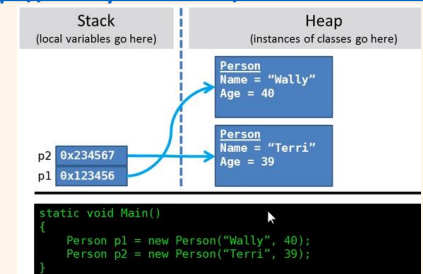 Stack
(local variables go here)
Heap
(instances of classes go here)
Person
Name = “Wally”
Age = 40
Person
Name = “Terri”
Age = 39
p2 0x234567
p1 0x123456
static void Main()
{
Person p1 = new Person(“Wally”, 40);
Person p2 = new Person(“Terri”, 39);
}